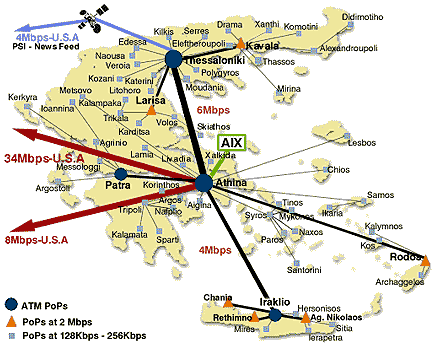 Didimotiho
Drama
Xanthi
Kilkis
Serres
Komotini
4Mbps-U.S.A
PSI - News Feed
Edessa
Eleftheroupoli
Kavala
Alexandroupoli
Naousa
Veroia
Thessaloniki
Thassos
Kozani
Katerini
Polygyros
Metsovo
Litohoro
Moudania
Mirina
Kerkyra
Kalampaka
Larisa
Ioannina
Trikala
Volos
6Mbps
Karditsa
Skiathos
Agrinio
AIX
Lesbos
Lamia
Livadia
Xalkida
34Mbps-U.S.A
Messologgi
Chios
Argostoli
Patra
Korinthos
Athina
Samos
Argos
Aigina
Tinos
Tripoli
Nafplio
Syros
Mykonos
Ikaria
Kalymnos
8Mbps-U.S.A
Kalamata
Sparti
Paros
Naxos
Kos
4Mbps
Rodos
Santorini
Archaggelos
ATM PoPs
Chania
Iraklio
Hersonisos
PoPs at 2 Mbps
Rethimno
Ag. Nikolaos
PoPs at 128Kbps - 256Kbps
Mires
Sitia
Ierapetra